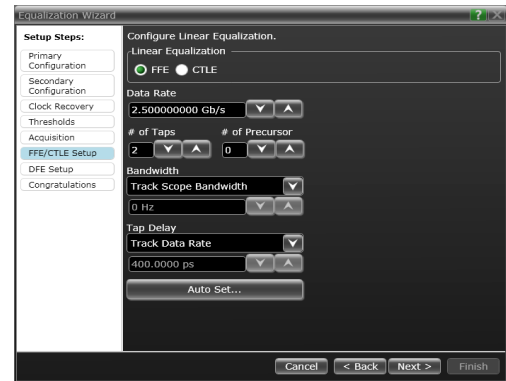 Equalization Wizard
Setup Steps:
Primary
Configuration
Secondary
Configuration
Clock Recovery
Thresholds
Acquisition
FFE/CTLE Setup
DFE Setup
Congratulations
Configure Linear Equalization.
Linear Equalization
FFE CTLE
Data Rate
2.500000000 Gb/s
# of Taps # of Precursor
2 0
Bandwidth
Track Scope Bandwidth
0 Hz
Tap Delay
Track Data Rate
400.0000 ps
Auto Set...
Cancel < Back Next > Finish